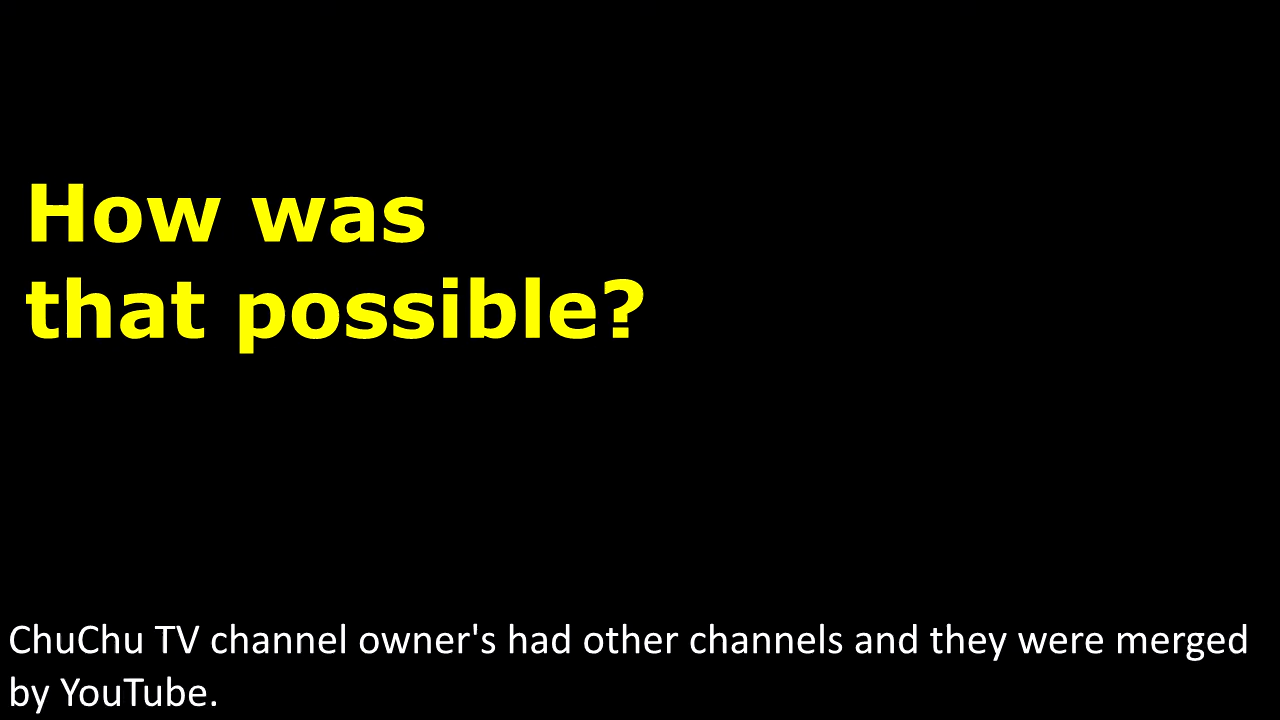 How was
that possible?
ChuChu TV channel owner's had other channels and they were merged
by YouTube.